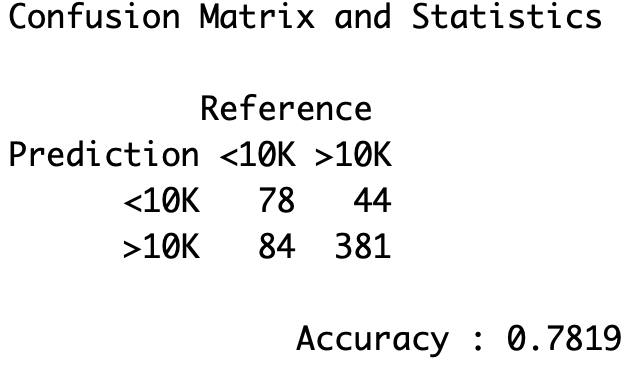 Confusion Matrix and Statistics
Reference
Prediction <10K >10K
<10K 78 44
>10K 84 381
Accuracy : 0.7819